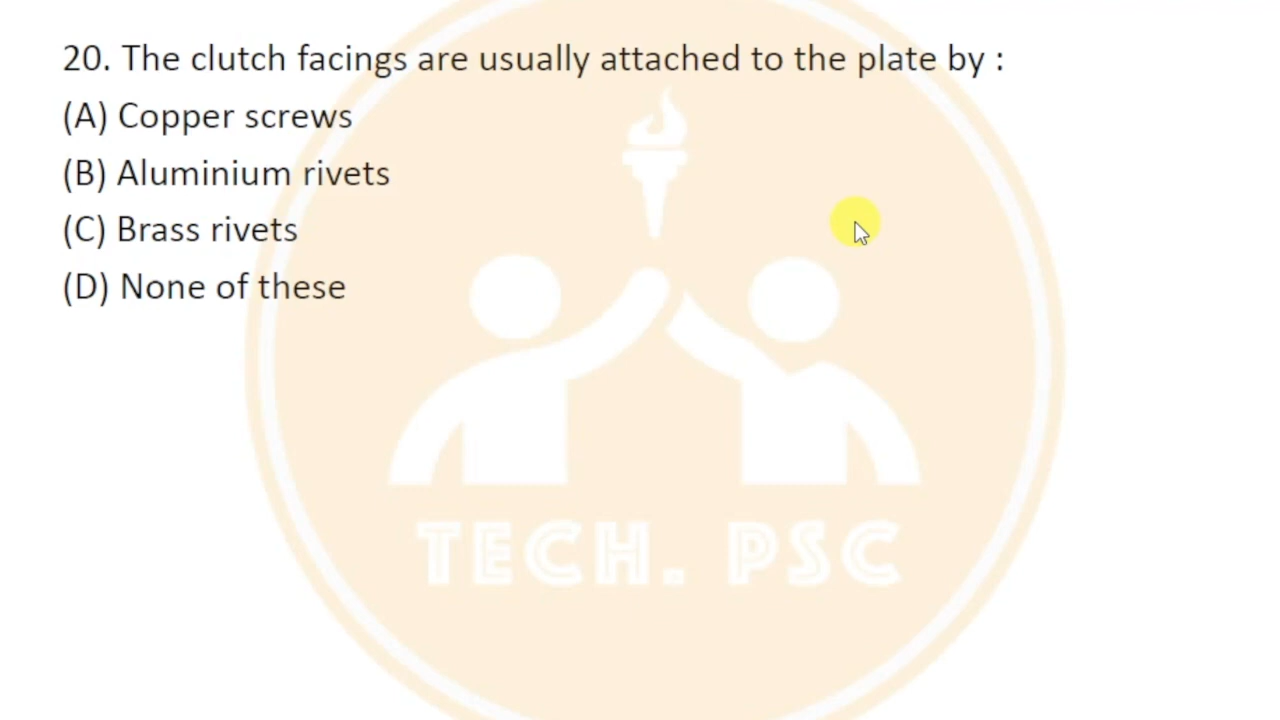 20. The clutch facings are usually attached to the plate by :
(A) Copper screws
(B) Aluminium rivets
(C) Brass rivets
(D) None of these
TECH. PSC